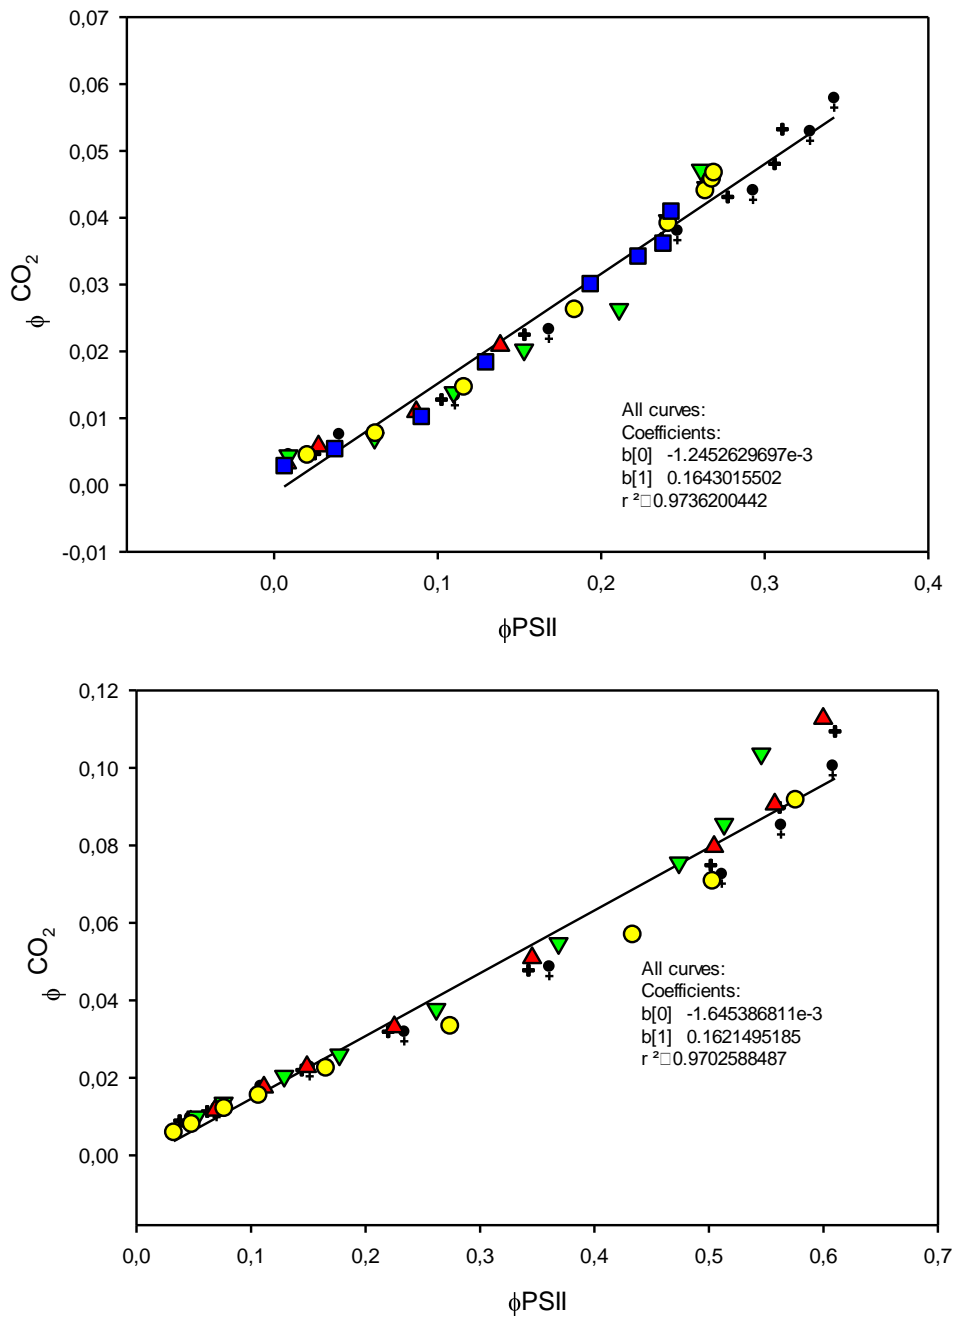 0,07
0,06
0,05
0,04
0,03
0,02
0,01
0,00
-0,01
ϕ CO2
All curves:
Coefficients:
b[0] -1.2452629697e-3
b[1] 0.1643015502
r ²□0.9736200442
0,0 0,1 0,2 0,3 0,4
ϕPSII
0,12
0,10
0,08
0,06
0,04
0,02
0,00
ϕ CO2
All curves:
Coefficients:
b[0] -1.645386811e-3
b[1] 0.1621495185
r ²□0.9702588487
0,0 0,1 0,2 0,3 0,4 0,5 0,6 0,7
ϕPSII